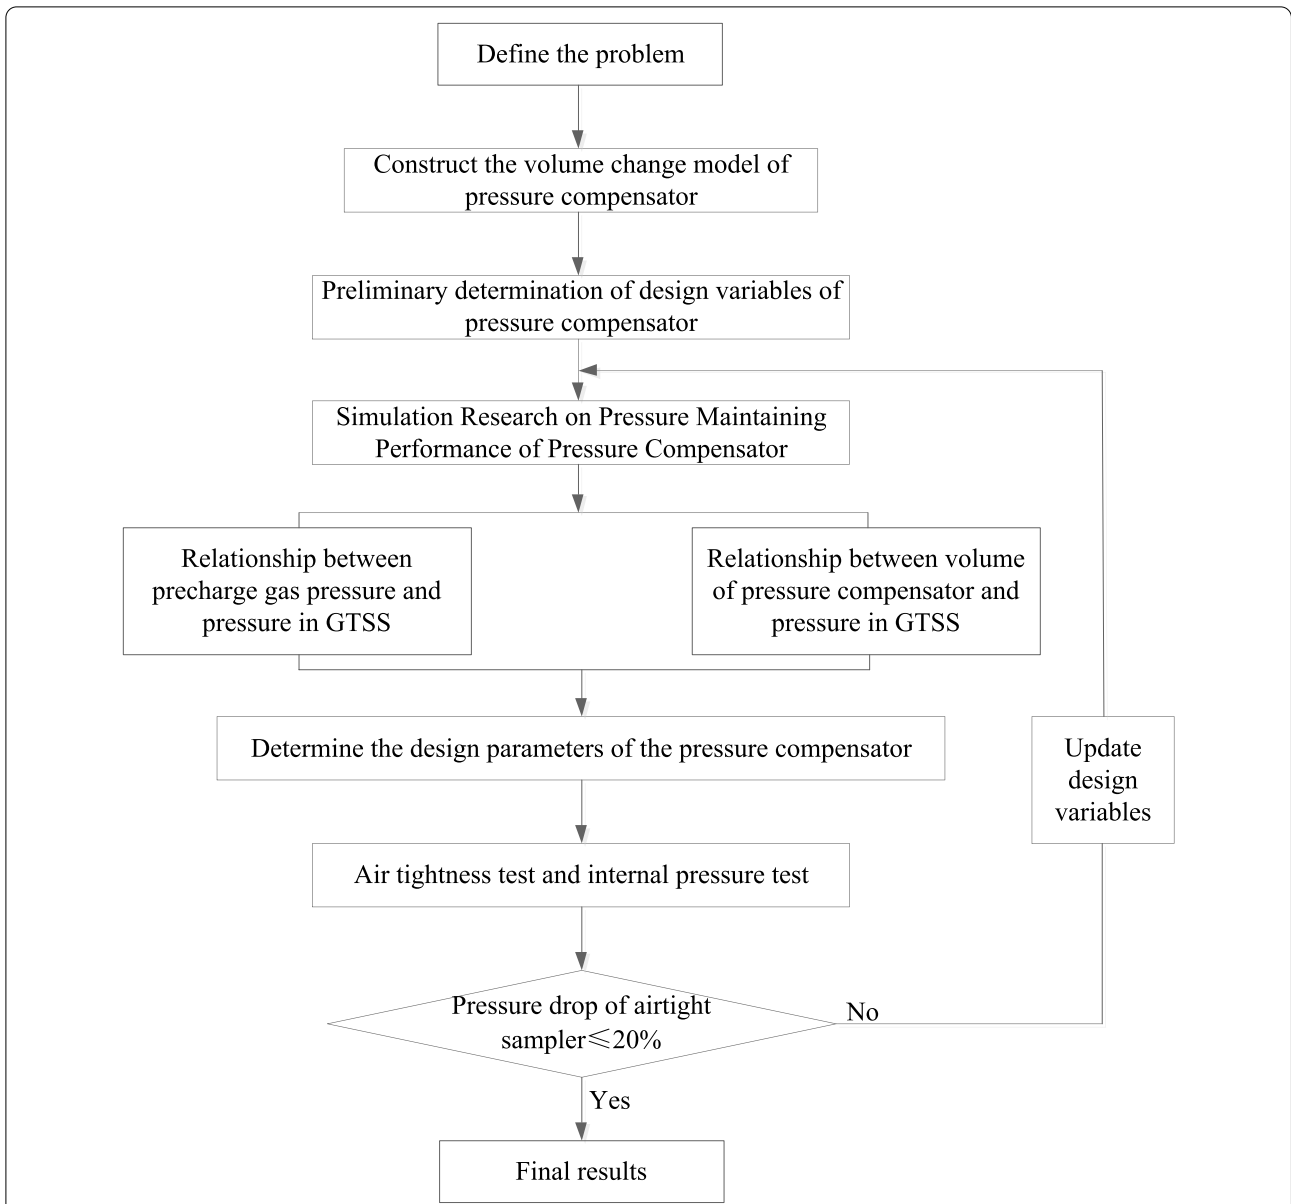 Define the problem
Construct the volume change model of
pressure compensator
Preliminary determination of design variables of
pressure compensator
Simulation Research on Pressure Maintaining
Performance of Pressure Compensator
Relationship between
precharge gas pressure and
pressure in GTSS
Relationship between volume
of pressure compensator and
pressure in GTSS
Determine the design parameters of the pressure compensator
Update
design
variables
Air tightness test and internal pressure test
Pressure drop of airtight
sampler≤20%
No
Yes
Final results